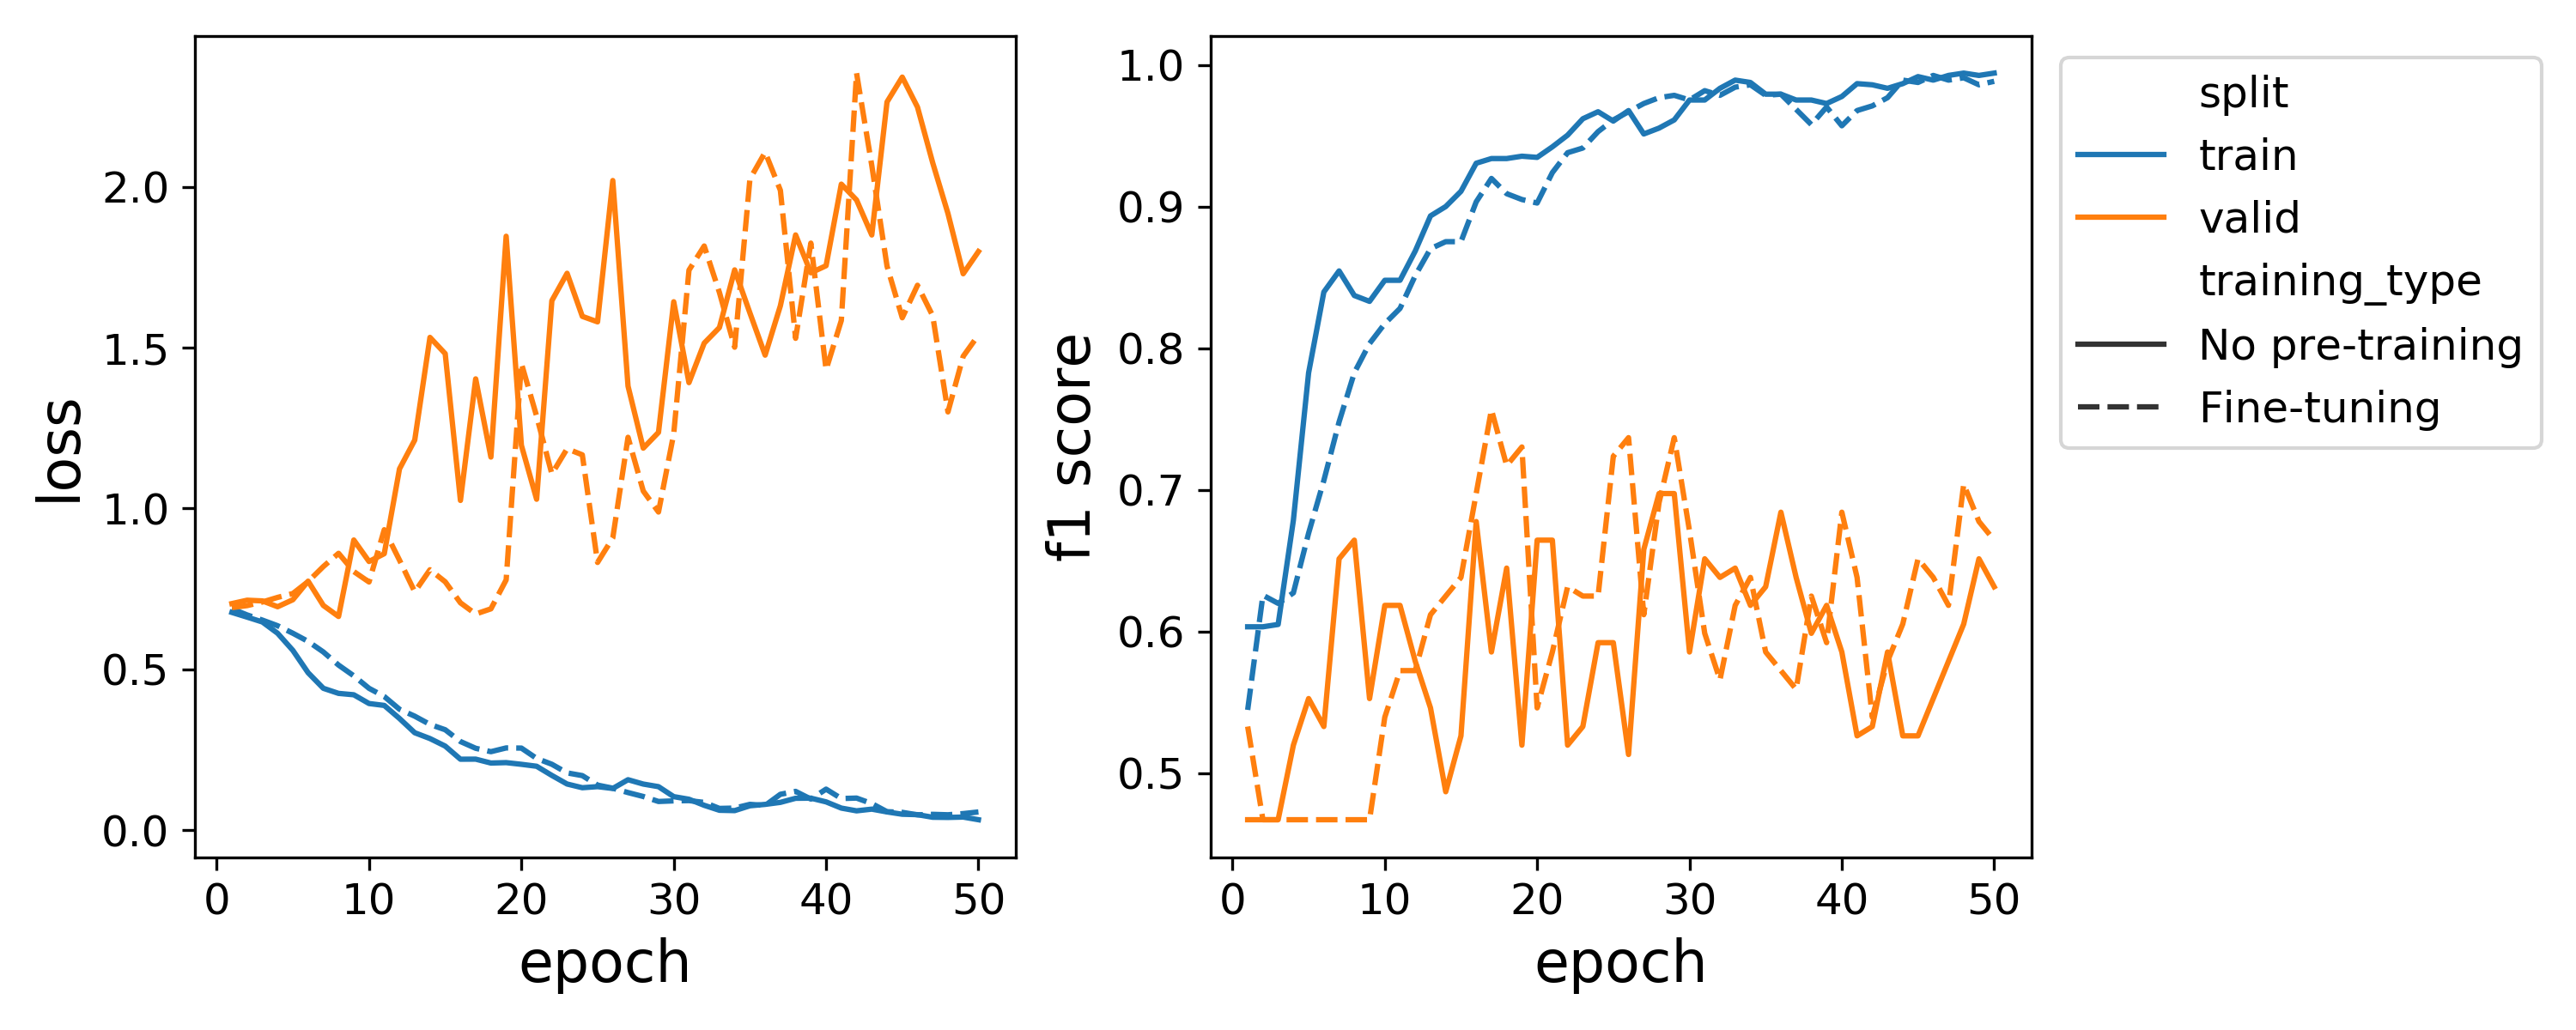 loss
2.0
1.5
1.0
0.5
0.0
0 10 20 30 40 50
epoch
f1 score
1.0
0.9
0.8
0.7
0.6
0.5
0 10 20 30 40 50
epoch
split
train
valid
training_type
No pre-training
Fine-tuning